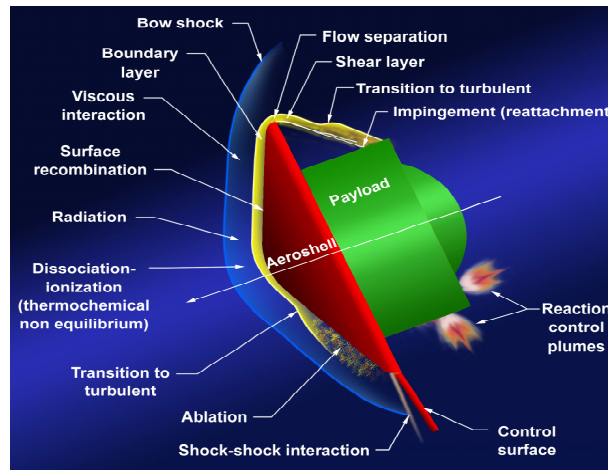 Bow shock
Flow separation
Boundary
layer
Shear layer
Transition to turbulent
Viscous
interaction
Impingement (reattachment
Surface
recombination
Payload
Radiation
Aeroshell
Dissociation-
ionization
(thermochemical
non equilibrium)
Reaction
control
plumes
Transition to
turbulent
Ablation
Control
surface
Shock-shock interaction